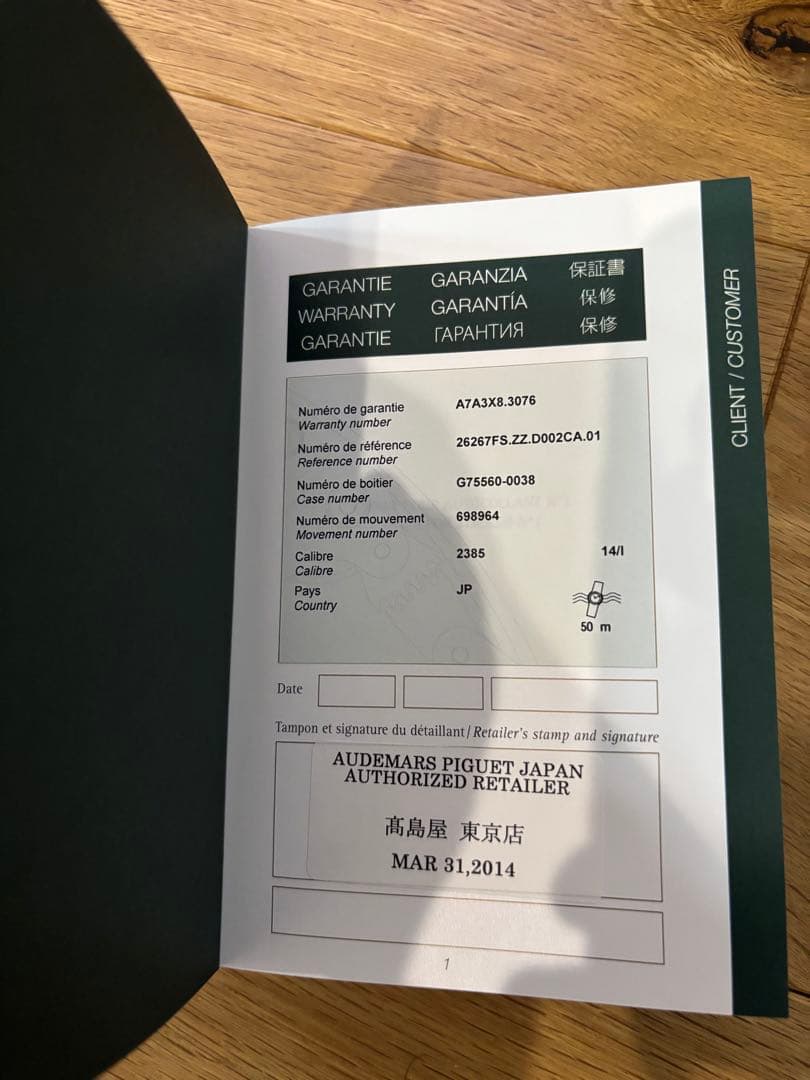 GARANTIE GARANZIA 保証書
WARRANTY GARANTÍA 保修
GARANTIE ГАРАНТИЯ 保修
CLIENT / CUSTOMER
Numéro de garantie A7A3X8.3076
Warranty number
Numéro de référence 26267FS.ZZ.D002CA.01
Reference number
Numéro de boitier G75560-0038
Case number
Numéro de mouvement 698964
Movement number
Calibre 2385 14/I
Calibre
Pays JP
Country
50 m
Date
Tampon et signature du détaillant / Retailer's stamp and signature
AUDEMARS PIGUET JAPAN
AUTHORIZED RETAILER
髙島屋 東京店
MAR 31,2014
1